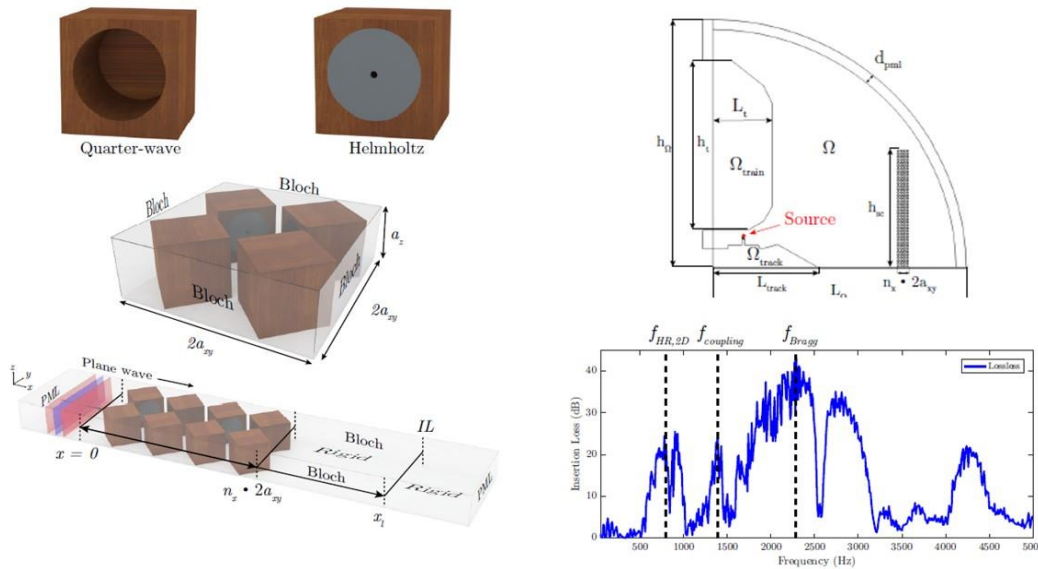 Quarter-wave
Helmholtz
Bloch
Bloch
Bloch
Bloch
a_z
2a_xy
2a_xy
z
y
x
PML
Plane wave
x = 0
n_x • 2a_xy
Bloch
Rigid
Bloch
IL
Rigid
PML
x_l
d_pml
L_t
h_Ω
h_t
Ω
Ω_train
h_sc
Source
Ω_track
L_track
L_Ω
n_x • 2a_xy
f_HR,2D f_coupling f_Bragg
Lossless
Insertion Loss (dB)
40
30
20
10
0
500 1000 1500 2000 2500 3000 3500 4000 4500 5000
Frequency (Hz)